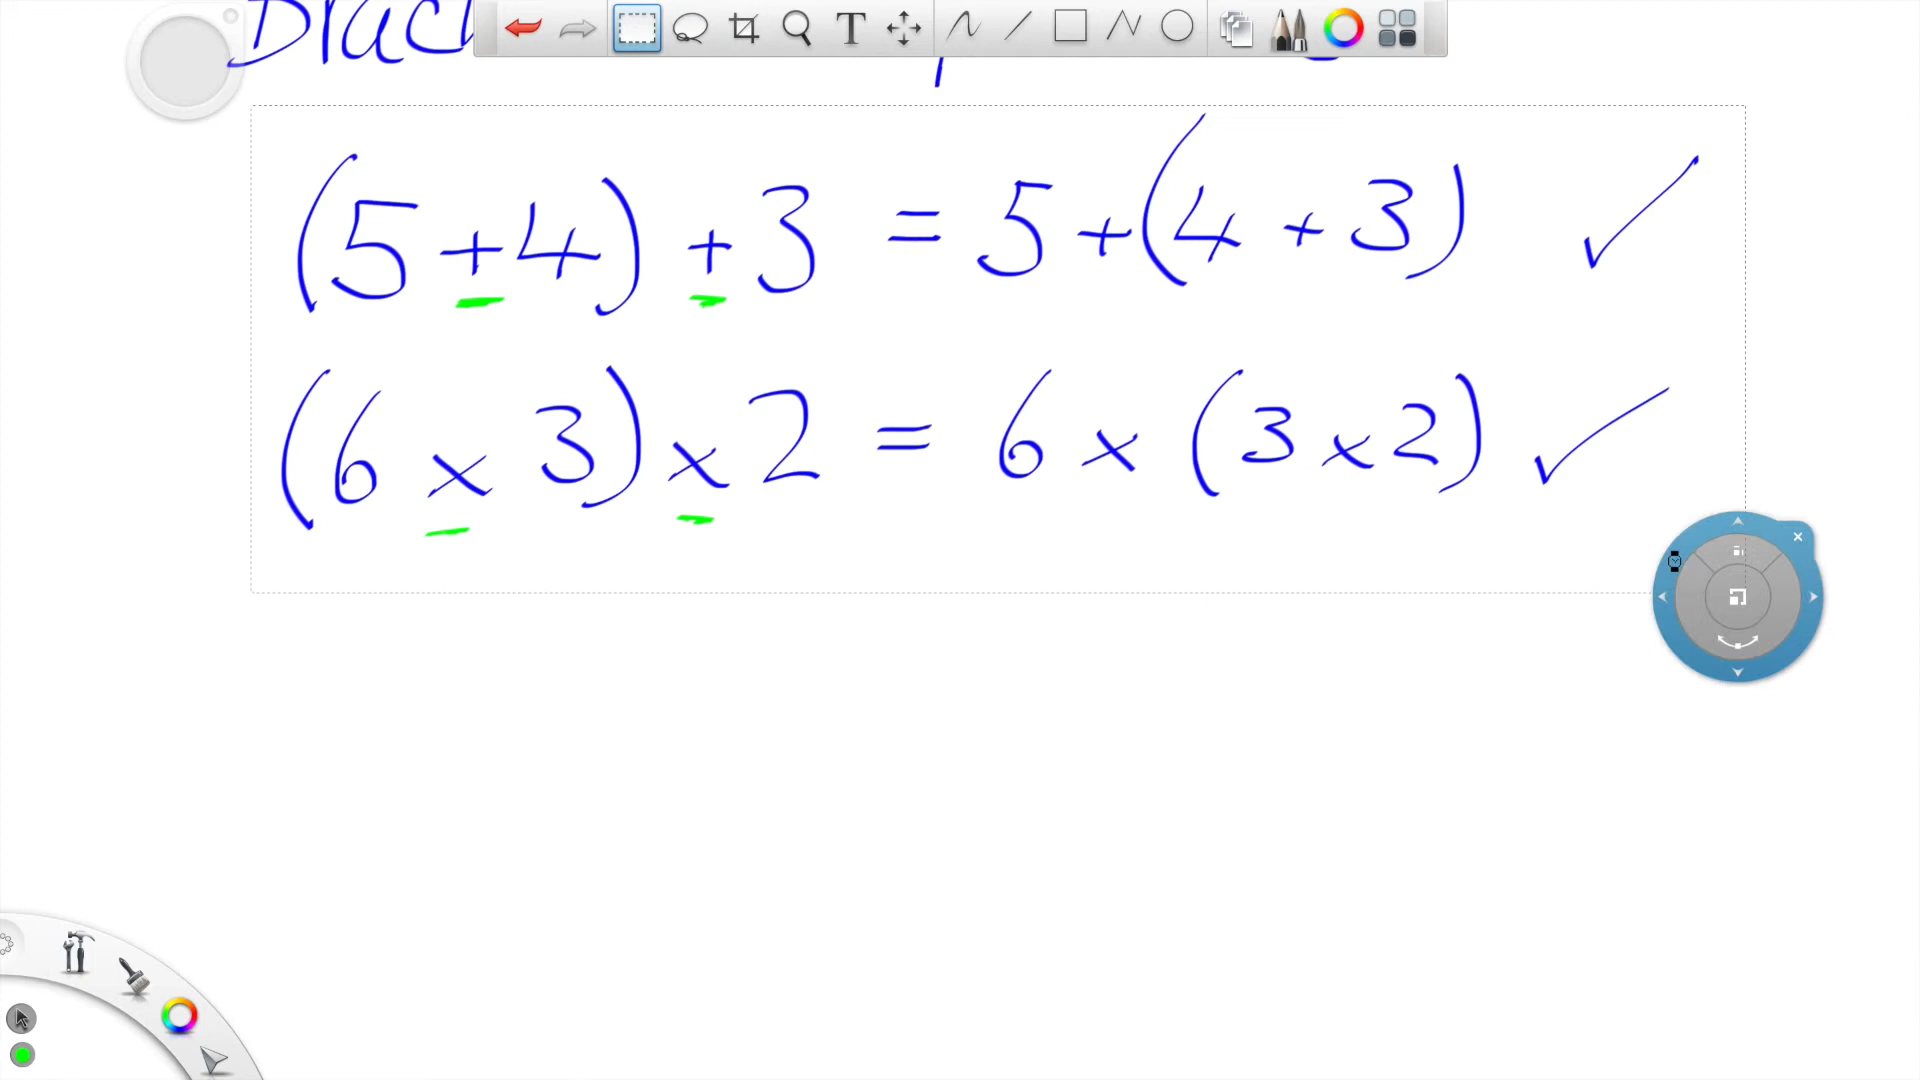 (5+4)+3 = 5+(4+3) ✓
(6×3)×2 = 6×(3×2) ✓